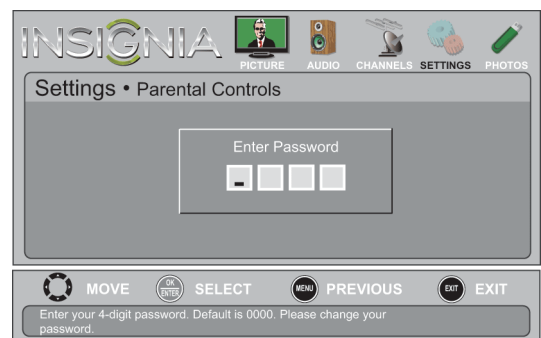 INSIGNIA
PICTURE AUDIO CHANNELS SETTINGS PHOTOS
Settings • Parental Controls
Enter Password
-
MOVE OK ENTER SELECT MENU PREVIOUS EXIT EXIT
Enter your 4-digit password. Default is 0000. Please change your
password.